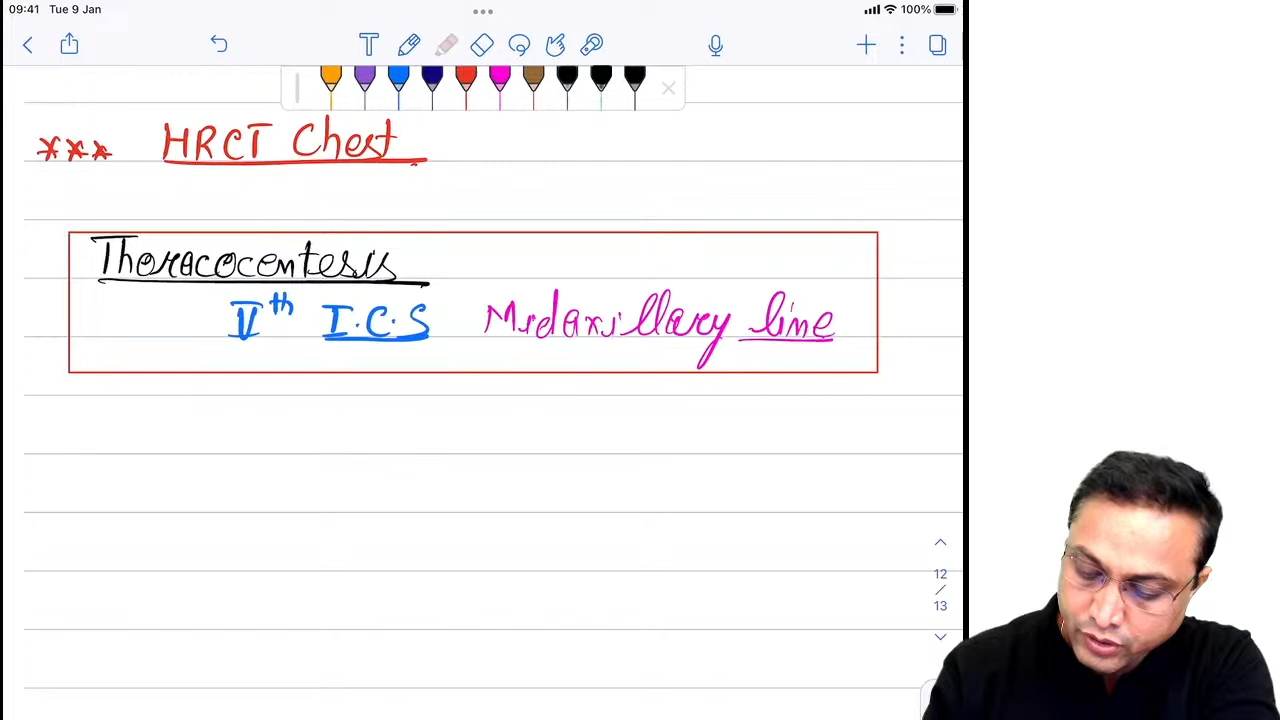 09:41 Tue 9 Jan
100%
*** HRCT Chest
Thoracocentesis
Vth I.C.S Midaxillary line
12
/
13